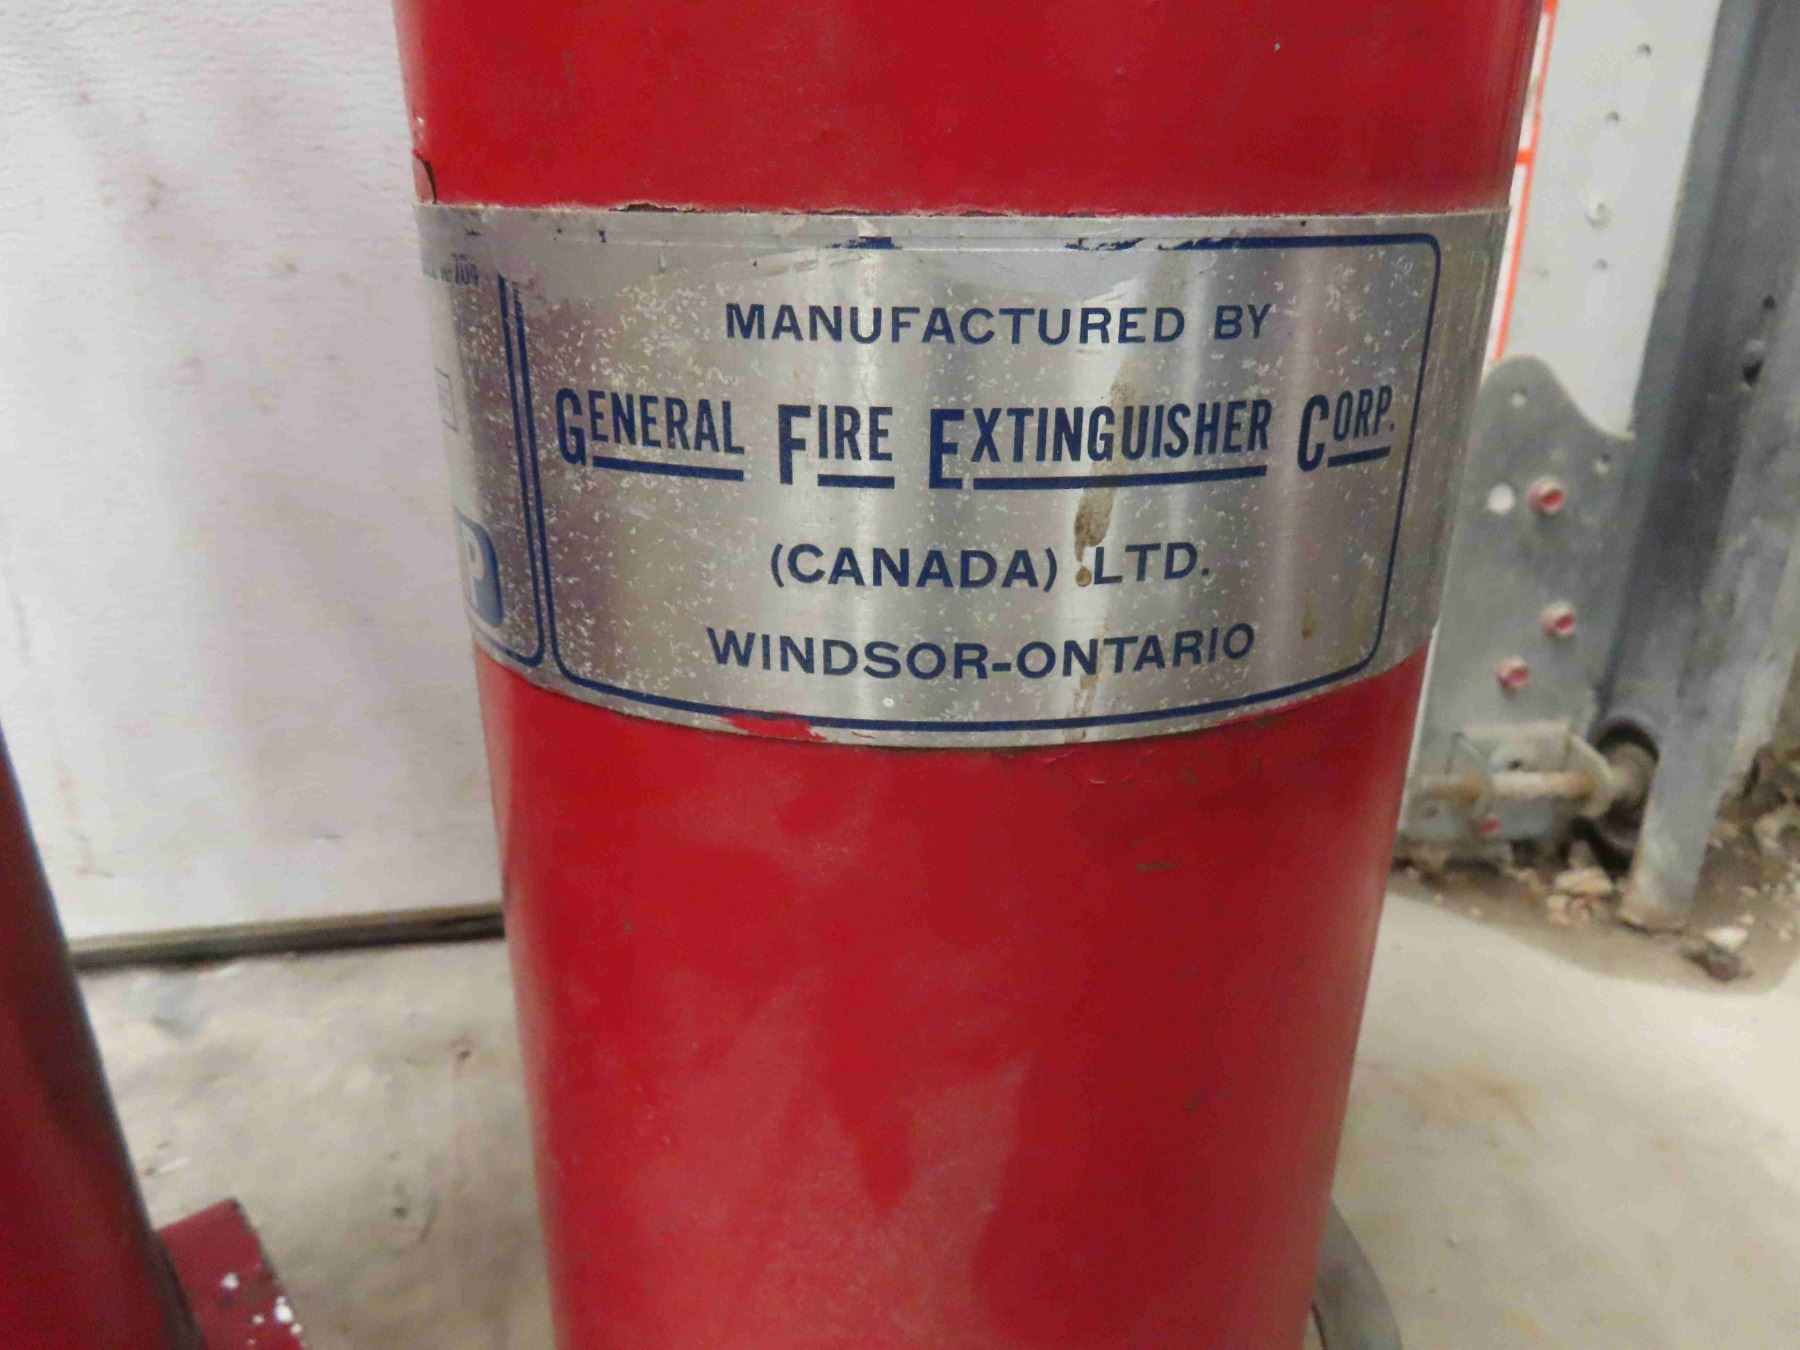 MANUFACTURED BY
GENERAL FIRE EXTINGUISHER CORP.
(CANADA) LTD.
WINDSOR-ONTARIO
P